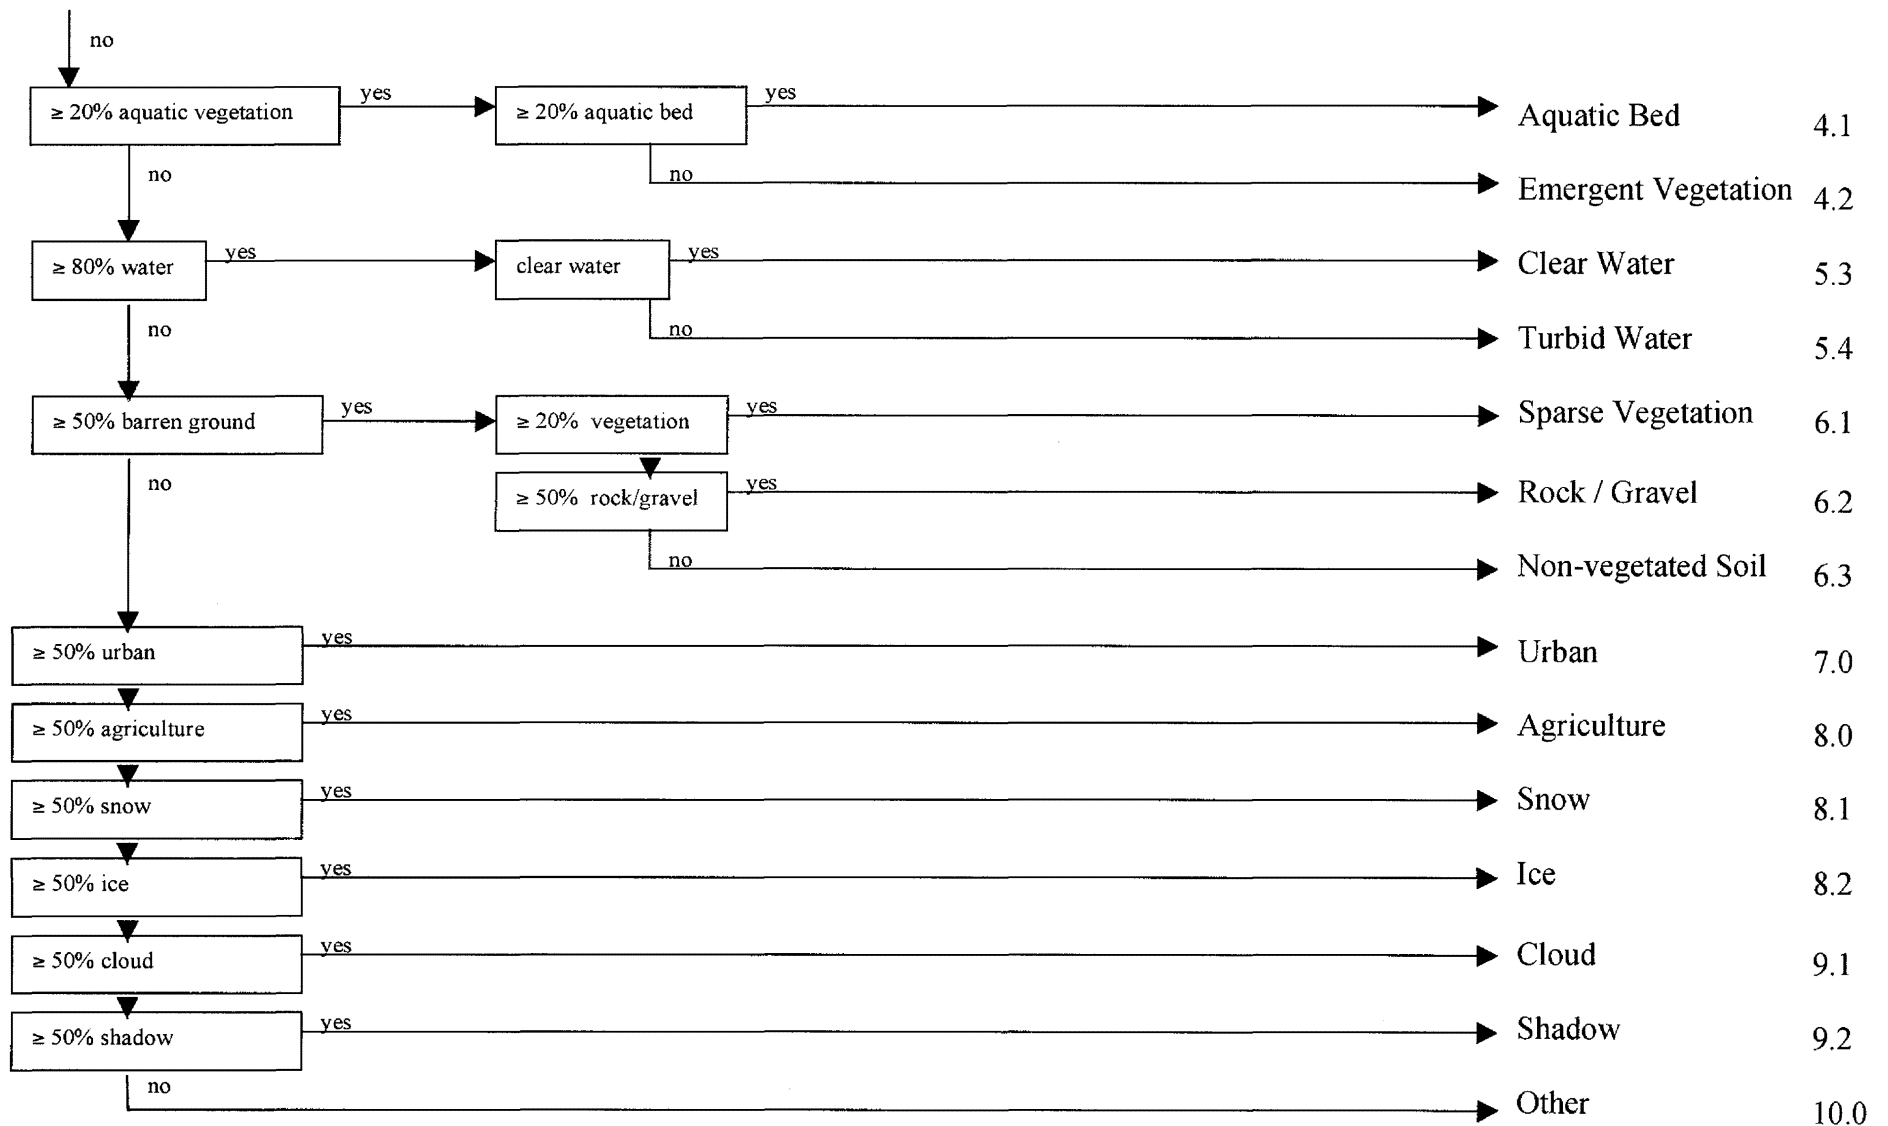 no
≥ 20% aquatic vegetation yes ≥ 20% aquatic bed yes Aquatic Bed 4.1
no no Emergent Vegetation 4.2
≥ 80% water yes clear water yes Clear Water 5.3
no no Turbid Water 5.4
≥ 50% barren ground yes ≥ 20% vegetation yes Sparse Vegetation 6.1
no ≥ 50% rock/gravel yes Rock / Gravel 6.2
no Non-vegetated Soil 6.3
≥ 50% urban yes Urban 7.0
≥ 50% agriculture yes Agriculture 8.0
≥ 50% snow yes Snow 8.1
≥ 50% ice yes Ice 8.2
≥ 50% cloud yes Cloud 9.1
≥ 50% shadow yes Shadow 9.2
no Other 10.0